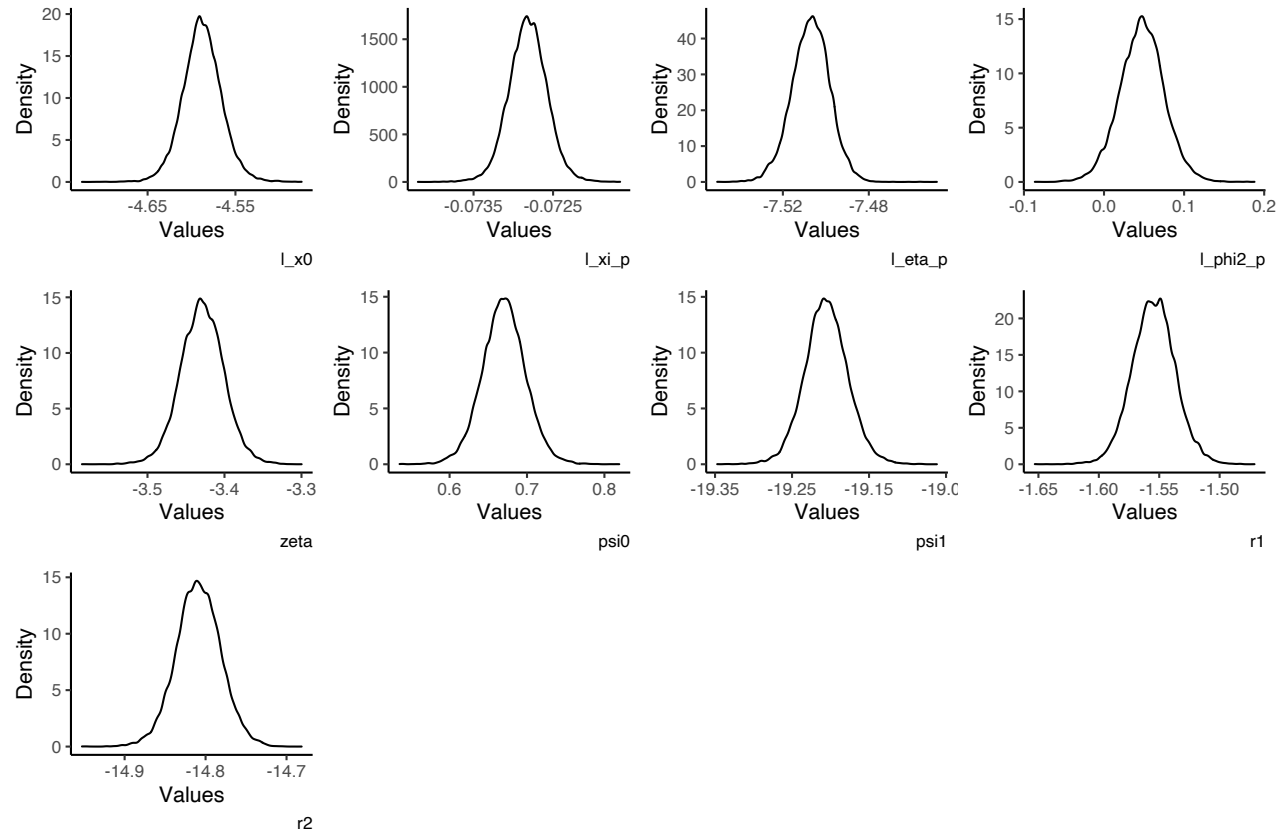 20
15
10
5
0
Density
-4.65
-4.55
Values
l_x0
1500
1000
500
0
Density
-0.0735
-0.0725
Values
l_xi_p
40
30
20
10
0
Density
-7.52
-7.48
Values
l_eta_p
15
10
5
0
Density
-0.1
0.0
0.1
0.2
Values
l_phi2_p
15
10
5
0
Density
-3.5
-3.4
-3.3
Values
zeta
15
10
5
0
Density
0.6
0.7
0.8
Values
psi0
15
10
5
0
Density
-19.35
-19.25
-19.15
-19.0
Values
psi1
20
15
10
5
0
Density
-1.65
-1.60
-1.55
-1.50
Values
r1
15
10
5
0
Density
-14.9
-14.8
-14.7
Values
r2